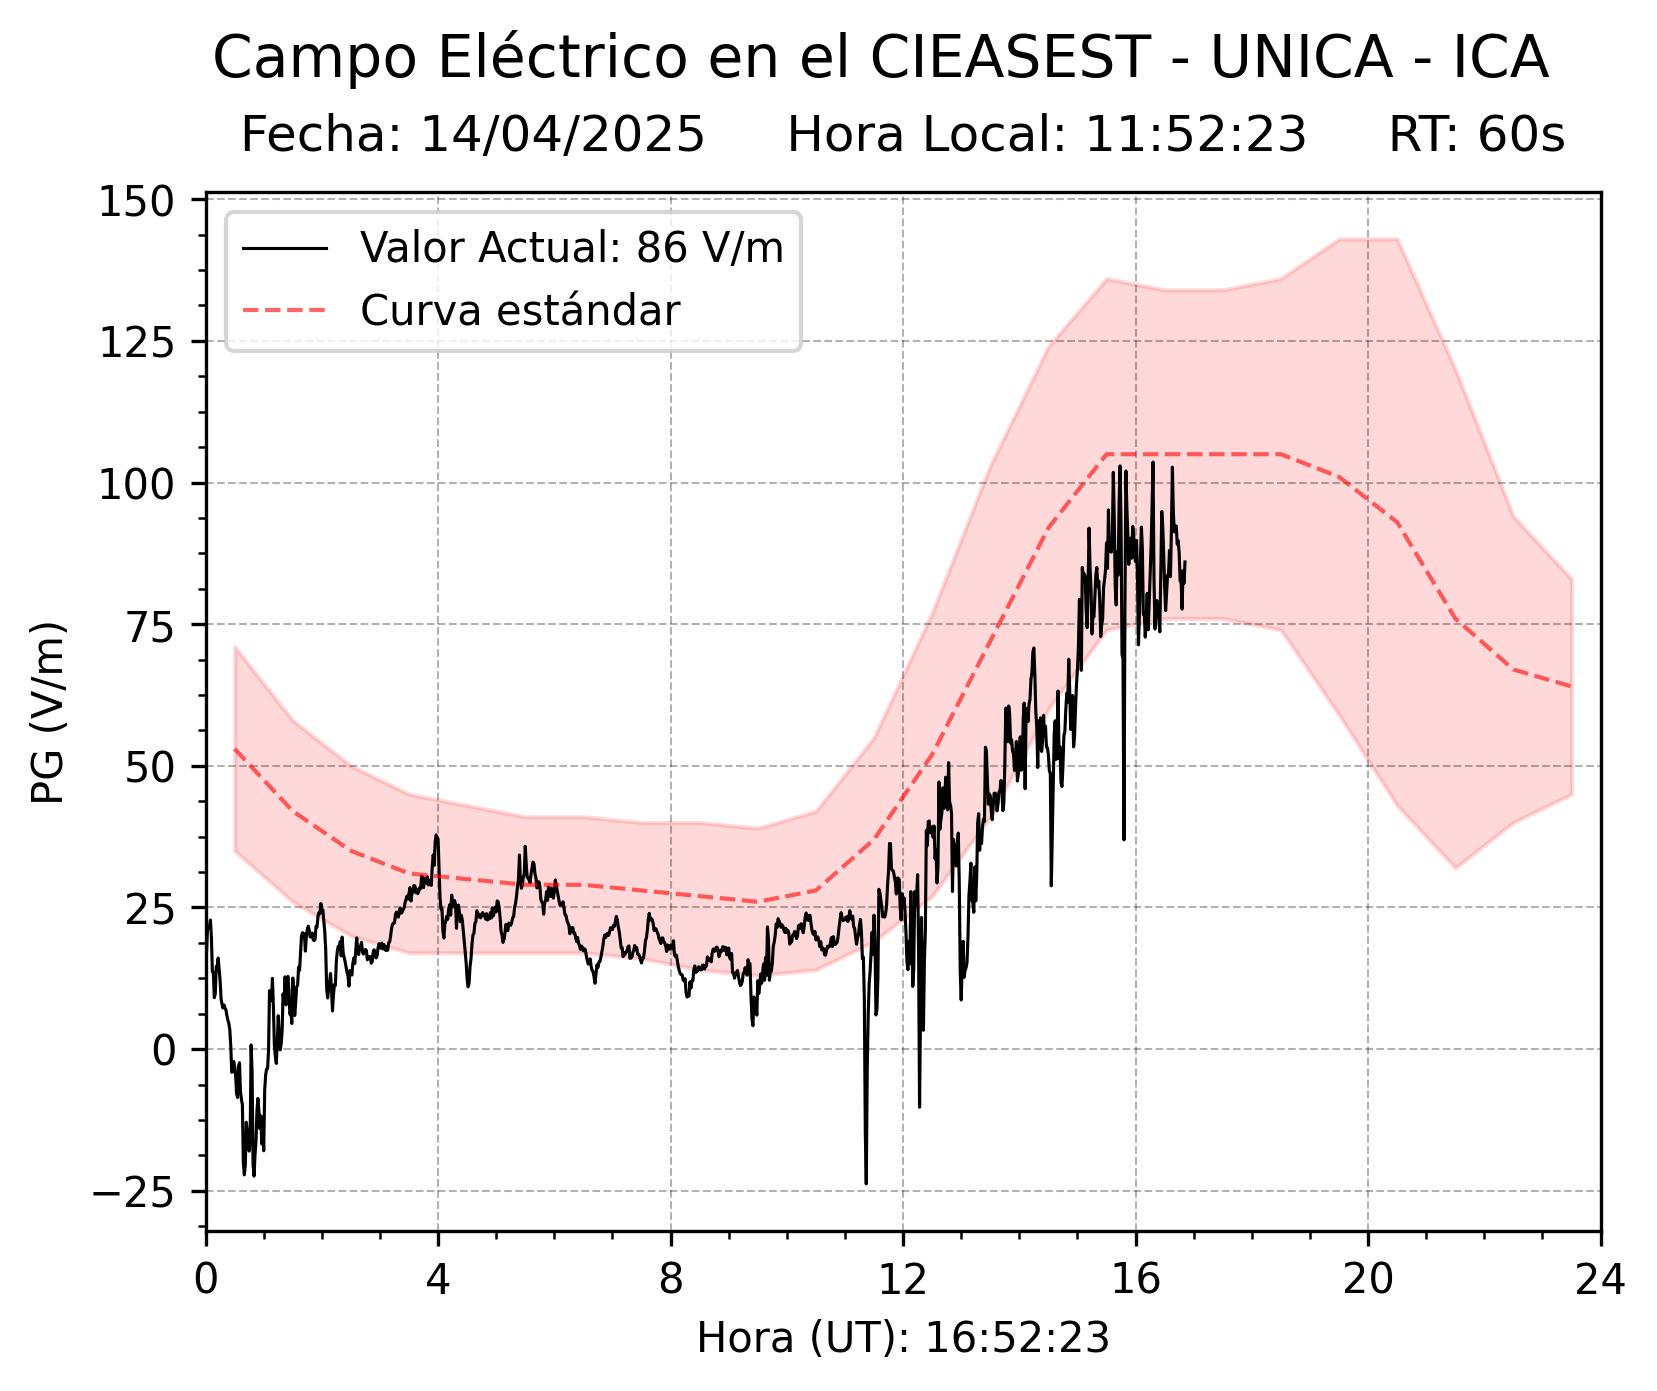 Campo Eléctrico en el CIEASEST - UNICA - ICA
Fecha: 14/04/2025 Hora Local: 11:52:23 RT: 60s
Valor Actual: 86 V/m
Curva estándar
PG (V/m)
150
125
100
75
50
25
0
−25
0 4 8 12 16 20 24
Hora (UT): 16:52:23